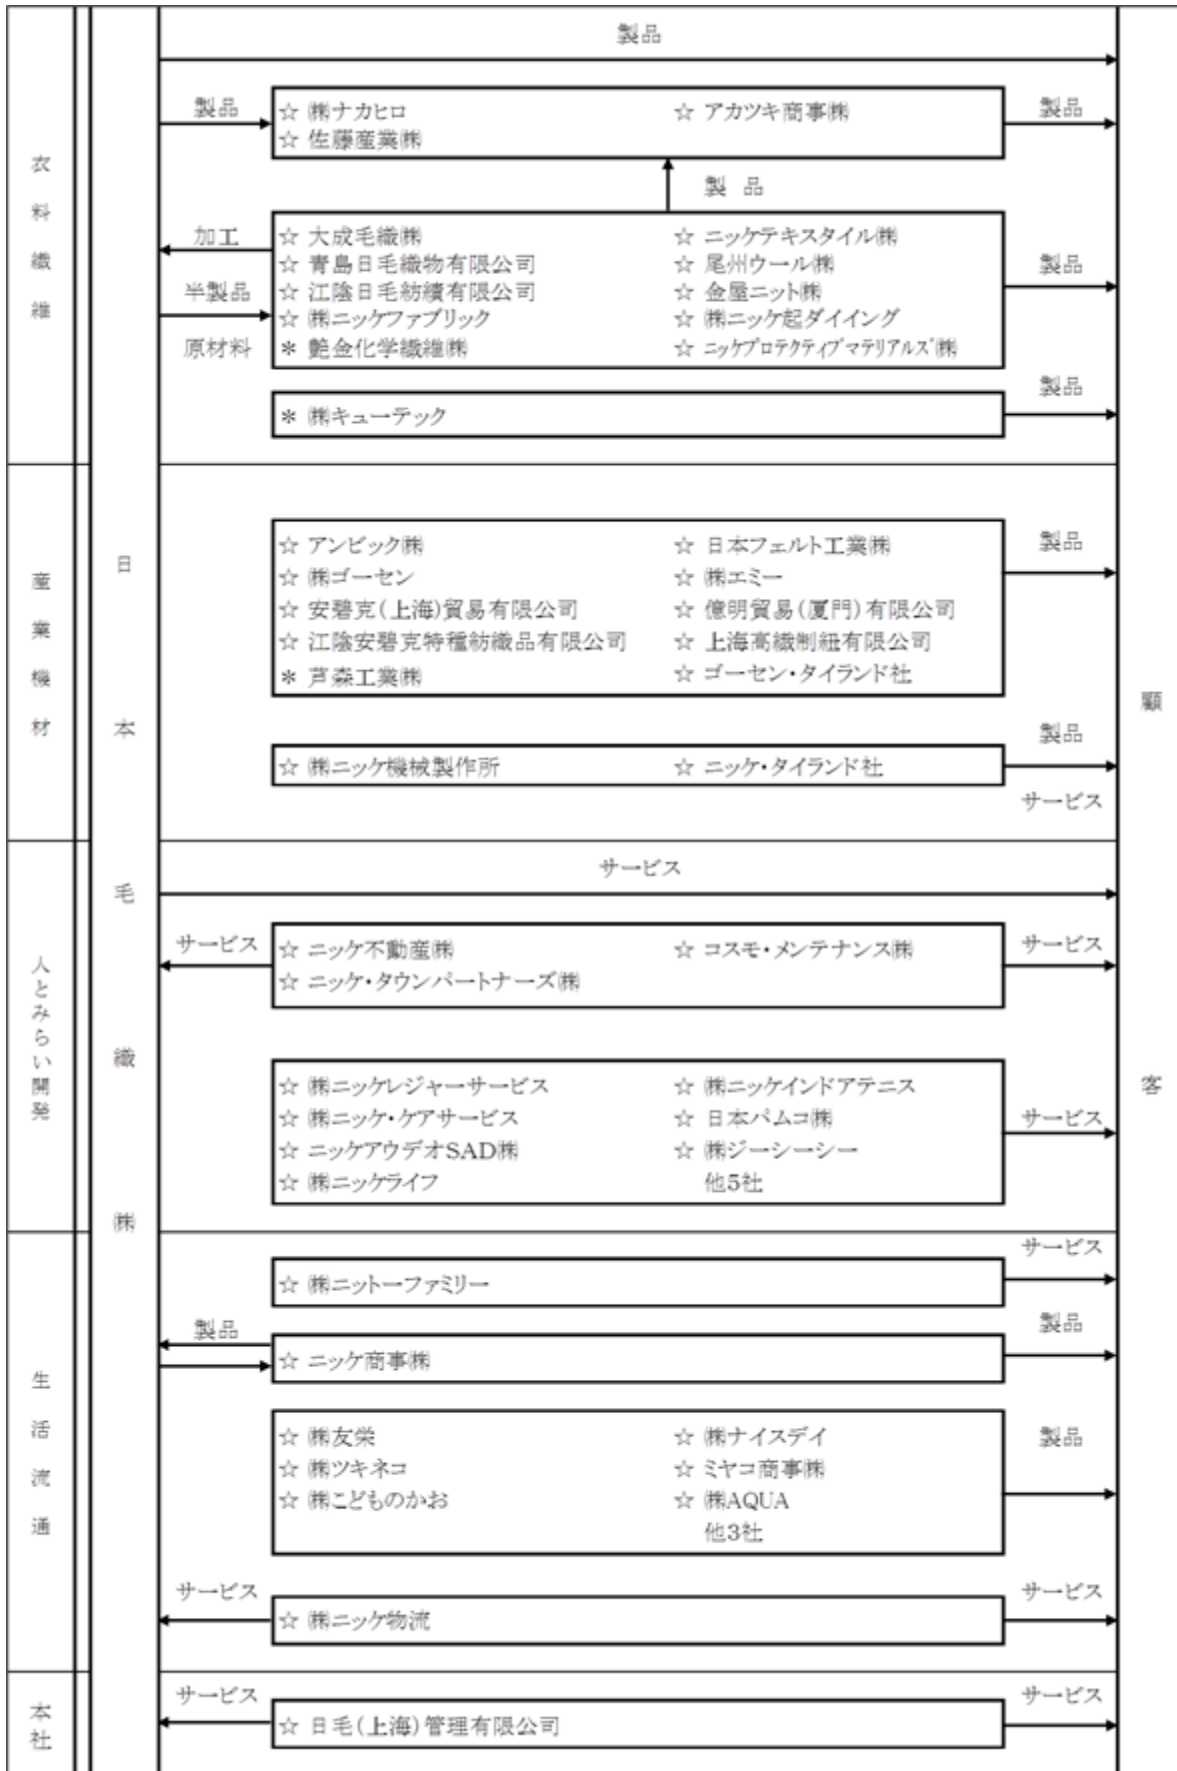 衣料繊維
日本毛織㈱
顧客
製品
製品
☆ ㈱ナカヒロ ☆ アカツキ商事㈱
製品
☆ 佐藤産業㈱
製 品
加工
☆ 大成毛織㈱ ☆ ニッケテキスタイル㈱
☆ 青島日毛織物有限公司 ☆ 尾州ウール㈱
製品
半製品
☆ 江陰日毛紡績有限公司 ☆ 金屋ニット㈱
☆ ㈱ニッケファブリック ☆ ㈱ニッケ起ダイイング
原材料
＊ 艶金化学繊維㈱ ☆ ニッケプロテクティブマテリアルズ㈱
製品
＊ ㈱キューテック
産業機材
☆ アンビック㈱ ☆ 日本フェルト工業㈱
製品
☆ ㈱ゴーセン ☆ ㈱エミー
☆ 安碧克(上海)貿易有限公司 ☆ 億明貿易(厦門)有限公司
☆ 江陰安碧克特種紡織品有限公司 ☆ 上海高織制紐有限公司
＊ 芦森工業㈱ ☆ ゴーセン・タイランド社
製品
☆ ㈱ニッケ機械製作所 ☆ ニッケ・タイランド社
サービス
人とみらい開発
サービス
サービス
☆ ニッケ不動産㈱ ☆ コスモ・メンテナンス㈱
サービス
☆ ニッケ・タウンパートナーズ㈱
☆ ㈱ニッケレジャーサービス ☆ ㈱ニッケインドアテニス
☆ ㈱ニッケ・ケアサービス ☆ 日本パムコ㈱
サービス
☆ ニッケアウデオSAD㈱ ☆ ㈱ジーシーシー
☆ ㈱ニッケライフ 他5社
生活流通
サービス
☆ ㈱ニットーファミリー
製品
☆ ニッケ商事㈱
製品
☆ ㈱友栄 ☆ ㈱ナイスデイ
製品
☆ ㈱ツキネコ ☆ ミヤコ商事㈱
☆ ㈱こどものかお ☆ ㈱AQUA
他3社
サービス
☆ ㈱ニッケ物流
サービス
本社
サービス
☆ 日毛(上海)管理有限公司
サービス